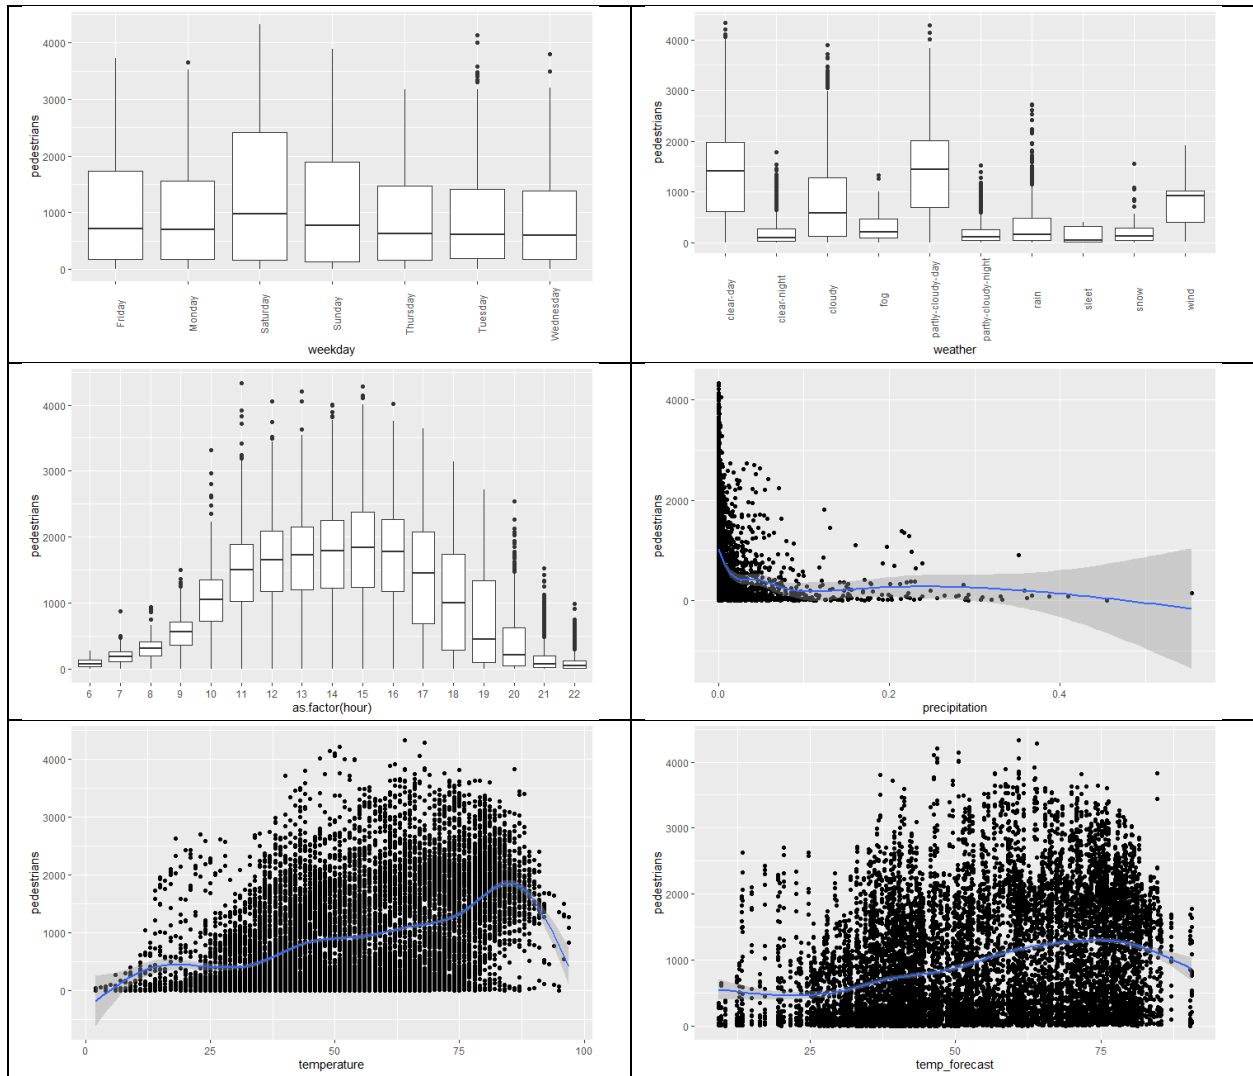 4000
3000
2000
1000
0
pedestrians
Friday
Monday
Saturday
Sunday
Thursday
Tuesday
Wednesday
weekday
4000
3000
2000
1000
0
pedestrians
clear-day
clear-night
cloudy
fog
partly-cloudy-day
partly-cloudy-night
rain
sleet
snow
wind
weather
4000
3000
2000
1000
0
pedestrians
6 7 8 9 10 11 12 13 14 15 16 17 18 19 20 21 22
as.factor(hour)
4000
2000
0
pedestrians
0.0 0.2 0.4
precipitation
4000
3000
2000
1000
0
pedestrians
0 25 50 75 100
temperature
4000
3000
2000
1000
0
pedestrians
25 50 75
temp_forecast